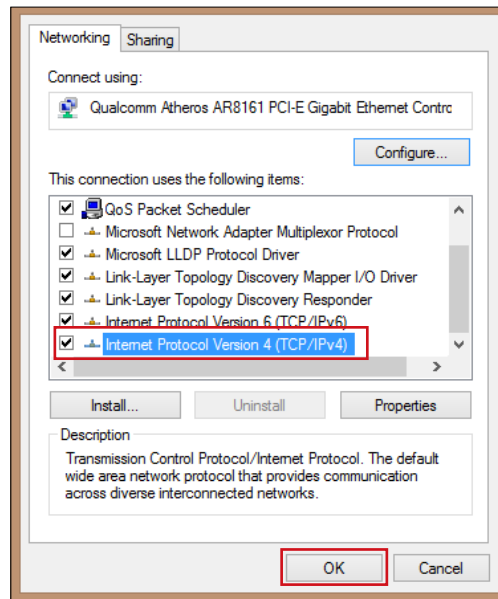 Networking Sharing
Connect using:
Qualcomm Atheros AR8161 PCI-E Gigabit Ethernet Contrc
Configure...
This connection uses the following items:
QoS Packet Scheduler
Microsoft Network Adapter Multiplexor Protocol
Microsoft LLDP Protocol Driver
Link-Layer Topology Discovery Mapper I/O Driver
Link-Layer Topology Discovery Responder
Internet Protocol Version 6 (TCP/IPv6)
Internet Protocol Version 4 (TCP/IPv4)
Install... Uninstall Properties
Description
Transmission Control Protocol/Internet Protocol. The default
wide area network protocol that provides communication
across diverse interconnected networks.
OK Cancel